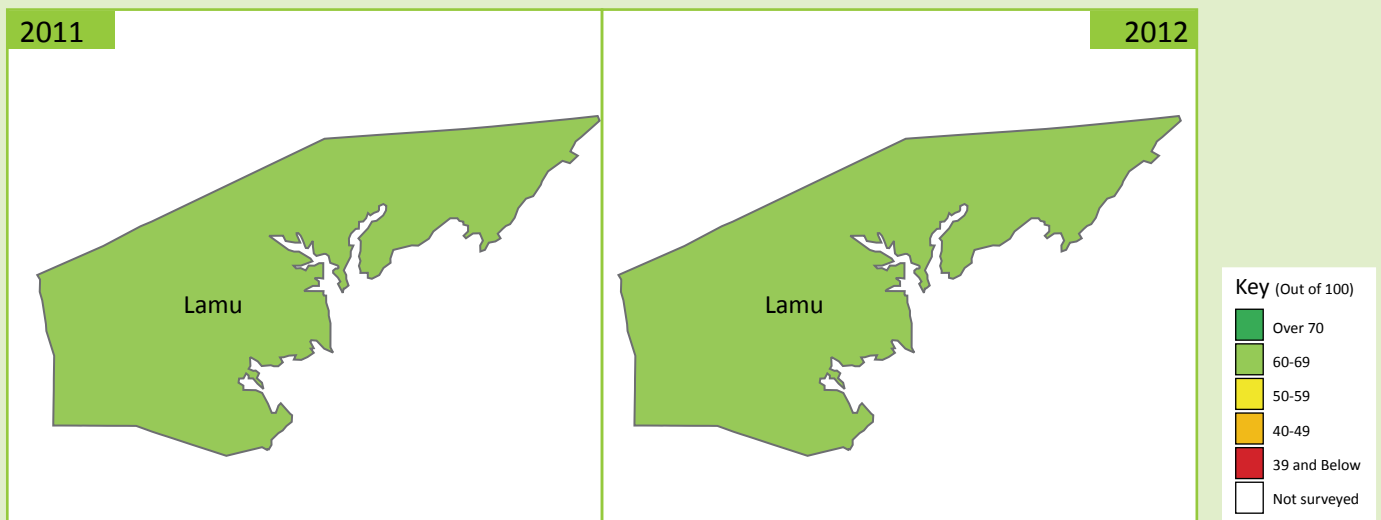 2011
2012
Lamu
Lamu
Key (Out of 100)
Over 70
60-69
50-59
40-49
39 and Below
Not surveyed